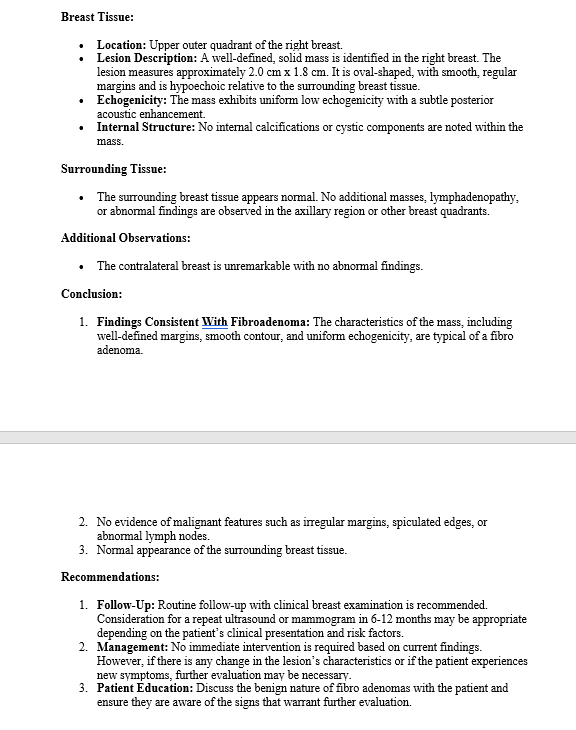 Breast Tissue:
• Location: Upper outer quadrant of the right breast.
• Lesion Description: A well-defined, solid mass is identified in the right breast. The
lesion measures approximately 2.0 cm x 1.8 cm. It is oval-shaped, with smooth, regular
margins and is hypoechoic relative to the surrounding breast tissue.
• Echogenicity: The mass exhibits uniform low echogenicity with a subtle posterior
acoustic enhancement.
• Internal Structure: No internal calcifications or cystic components are noted within the
mass.
Surrounding Tissue:
• The surrounding breast tissue appears normal. No additional masses, lymphadenopathy,
or abnormal findings are observed in the axillary region or other breast quadrants.
Additional Observations:
• The contralateral breast is unremarkable with no abnormal findings.
Conclusion:
1. Findings Consistent With Fibroadenoma: The characteristics of the mass, including
well-defined margins, smooth contour, and uniform echogenicity, are typical of a fibro
adenoma.
2. No evidence of malignant features such as irregular margins, spiculated edges, or
abnormal lymph nodes.
3. Normal appearance of the surrounding breast tissue.
Recommendations:
1. Follow-Up: Routine follow-up with clinical breast examination is recommended.
Consideration for a repeat ultrasound or mammogram in 6-12 months may be appropriate
depending on the patient's clinical presentation and risk factors.
2. Management: No immediate intervention is required based on current findings.
However, if there is any change in the lesion's characteristics or if the patient experiences
new symptoms, further evaluation may be necessary.
3. Patient Education: Discuss the benign nature of fibro adenomas with the patient and
ensure they are aware of the signs that warrant further evaluation.